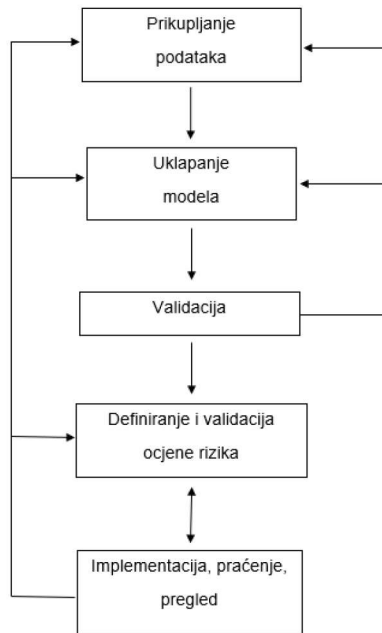 Prikupljanje
podataka
Uklapanje
modela
Validacija
Definiranje i validacija
ocjene rizika
Implementacija, praćenje,
pregled